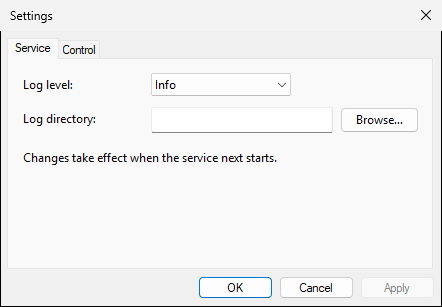 Settings
Service
Control
Log level:
Info
Log directory:
Browse...
Changes take effect when the service next starts.
OK
Cancel
Apply